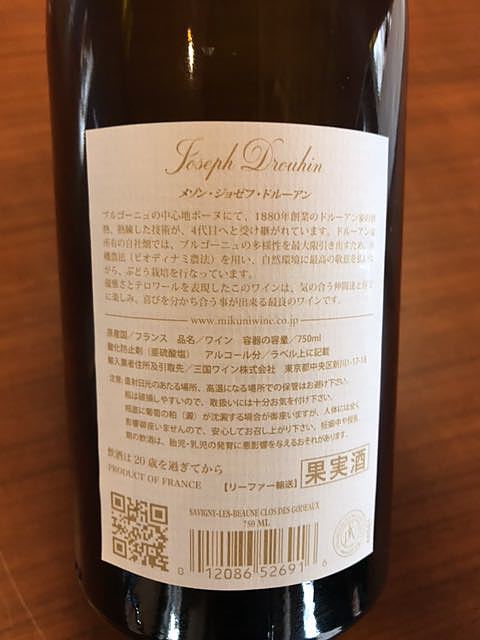 Joseph Drouhin
メゾン・ジョゼフ・ドルーアン
ブルゴーニュの中心地ボーヌにて、1880年創業のドルーアン家の情
熱、熟練した技術が、4代目へと受け継がれています。ドルーアン家
所有の自社畑では、ブルゴーニュの多様性を最大限引き出すため、有
機農法（ビオディナミ農法）を用い、自然環境に最高の敬意を払いな
がら、ぶどう栽培を行なっています。
優雅さとテロワールを表現したこのワインは、気の合う仲間達と存分
に楽しみ、喜びを分かち合う事が出来る最良のワインです。
www.mikuniwine.co.jp
原産国／フランス 品名／ワイン 容器の容量／750ml
酸化防止剤（亜硫酸塩） アルコール分／ラベル上に記載
輸入業者住所及引取先／三国ワイン株式会社 東京都中央区新川1-17-18
注意：直射日光のあたる場所、高温になる場所での保管はお避け下さい。
瓶は破損しやすいので、取扱いには十分お気を付け下さい。
瓶底に葡萄の粕（澱）が沈澱する場合が御座いますが、人体には全く
影響御座いませんので、安心してお召し上がり下さい。妊娠中や授乳
期の飲酒は、胎児・乳児の発育に悪影響を与えるおそれがあります。
飲酒は20歳を過ぎてから
PRODUCT OF FRANCE
【リーファー輸送】
果実酒
SAVIGNY-LES-BEAUNE CLOS DES GODEAUX
750 ML
0 12086 52691 6